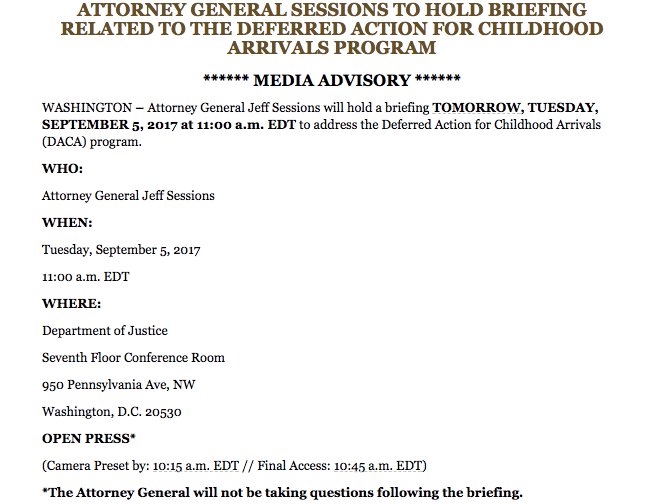 ATTORNEY GENERAL SESSIONS TO HOLD BRIEFING
RELATED TO THE DEFERRED ACTION FOR CHILDHOOD
ARRIVALS PROGRAM
****** MEDIA ADVISORY ******
WASHINGTON – Attorney General Jeff Sessions will hold a briefing TOMORROW, TUESDAY,
SEPTEMBER 5, 2017 at 11:00 a.m. EDT to address the Deferred Action for Childhood Arrivals
(DACA) program.
WHO:
Attorney General Jeff Sessions
WHEN:
Tuesday, September 5, 2017
11:00 a.m. EDT
WHERE:
Department of Justice
Seventh Floor Conference Room
950 Pennsylvania Ave, NW
Washington, D.C. 20530
OPEN PRESS*
(Camera Preset by: 10:15 a.m. EDT // Final Access: 10:45 a.m. EDT)
*The Attorney General will not be taking questions following the briefing.